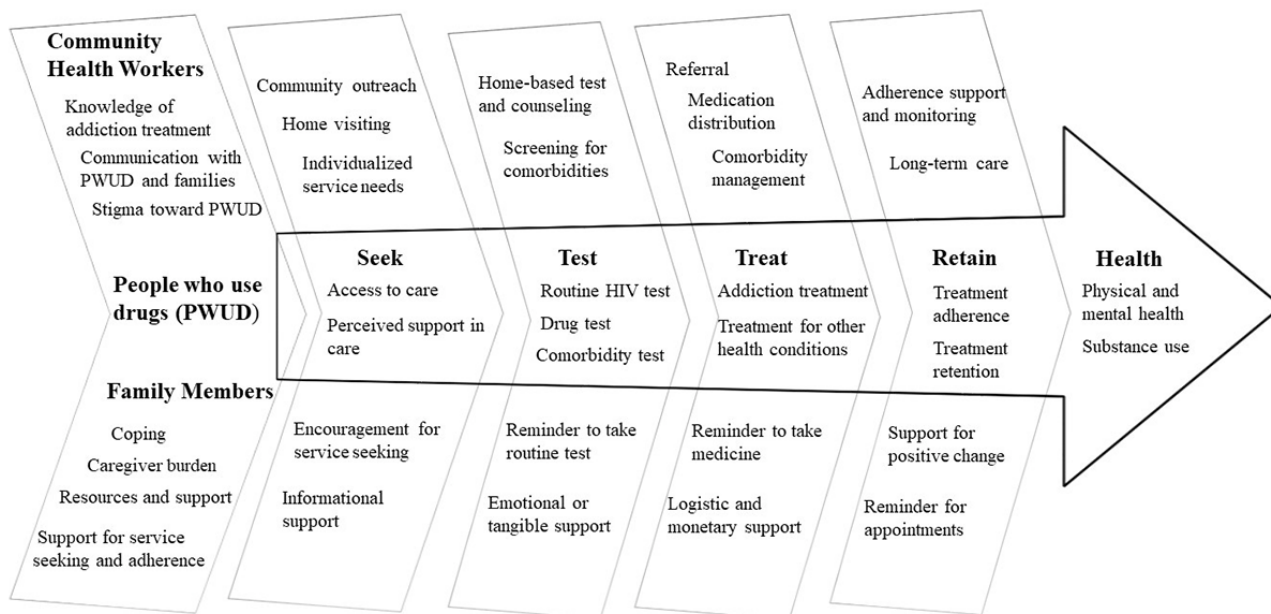 Community
Health Workers
Knowledge of
addiction treatment
Communication with
PWUD and families
Stigma toward PWUD
Community outreach
Home visiting
Individualized
service needs
Home-based test
and counseling
Screening for
comorbidities
Referral
Medication
distribution
Comorbidity
management
Adherence support
and monitoring
Long-term care
People who use
drugs (PWUD)
Seek
Access to care
Perceived support in
care
Test
Routine HIV test
Drug test
Comorbidity test
Treat
Addiction treatment
Treatment for other
health conditions
Retain
Treatment
adherence
Treatment
retention
Health
Physical and
mental health
Substance use
Family Members
Coping
Caregiver burden
Resources and support
Support for service
seeking and adherence
Encouragement for
service seeking
Informational
support
Reminder to take
routine test
Emotional or
tangible support
Reminder to take
medicine
Logistic and
monetary support
Support for
positive change
Reminder for
appointments